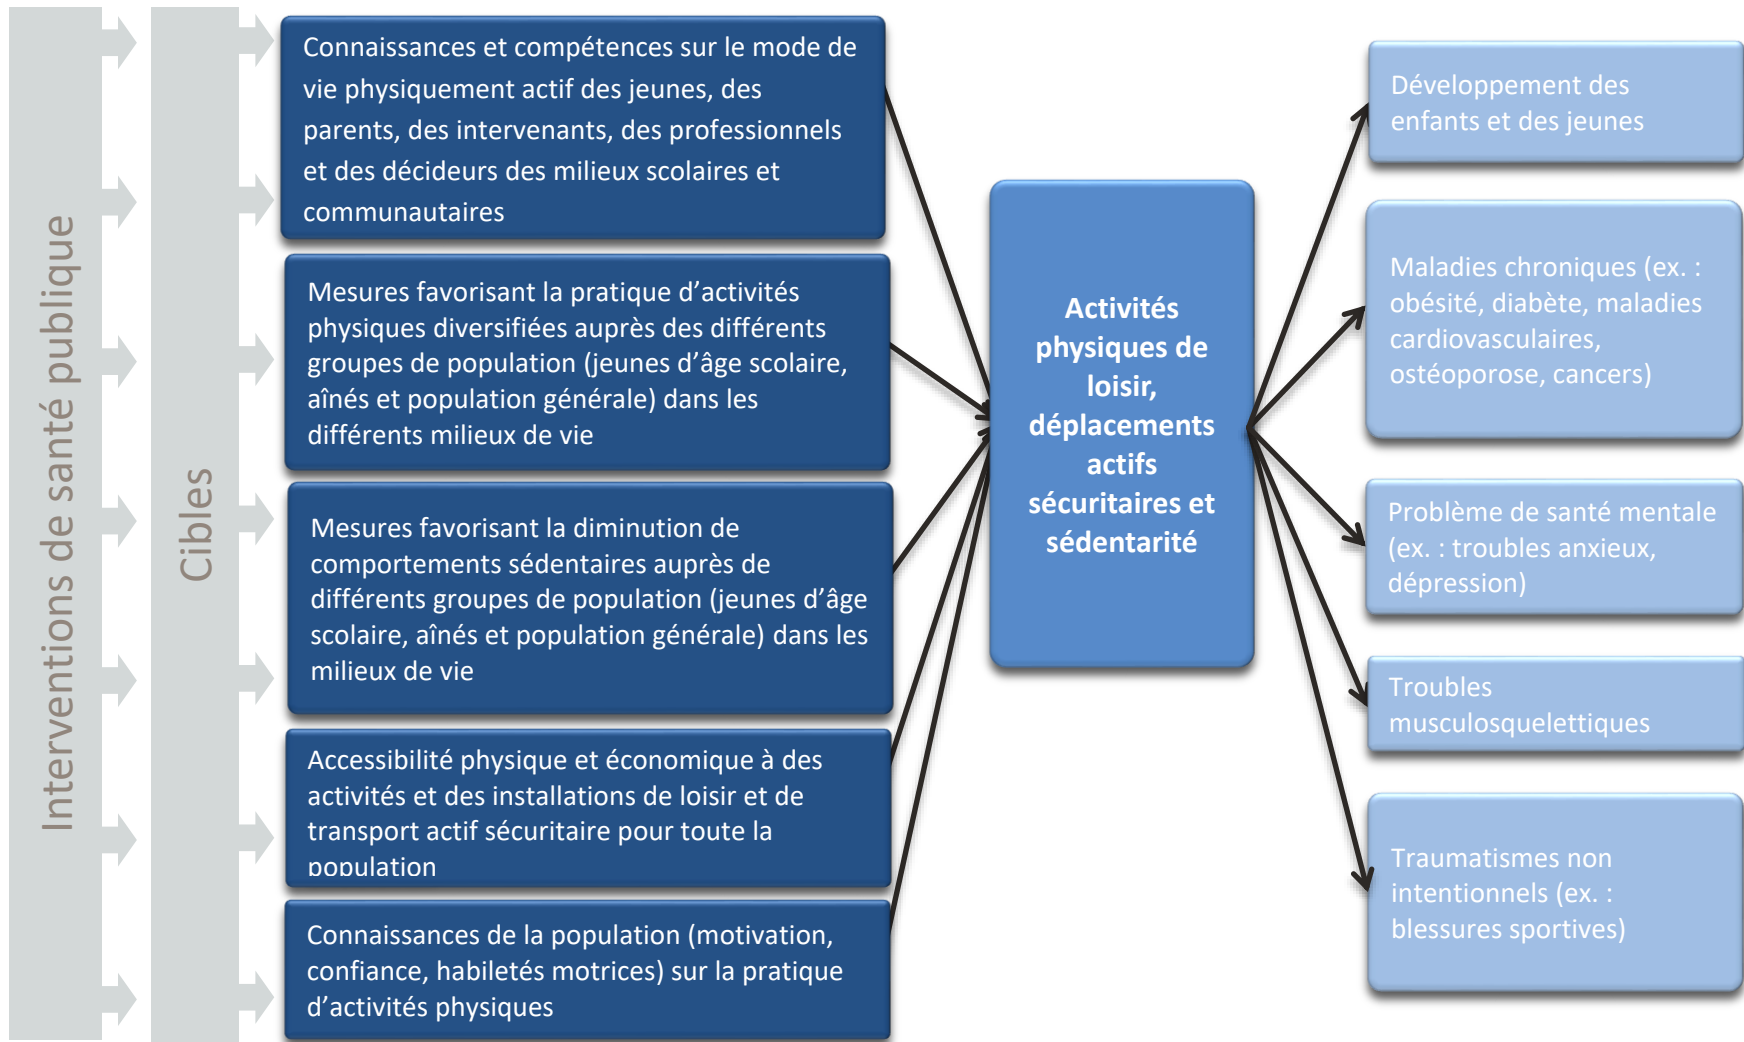 Interventions de santé publique
Cibles
Connaissances et compétences sur le mode de
vie physiquement actif des jeunes, des
parents, des intervenants, des professionnels
et des décideurs des milieux scolaires et
communautaires
Mesures favorisant la pratique d’activités
physiques diversifiées auprès des différents
groupes de population (jeunes d’âge scolaire,
aînés et population générale) dans les
différents milieux de vie
Mesures favorisant la diminution de
comportements sédentaires auprès de
différents groupes de population (jeunes d’âge
scolaire, aînés et population générale) dans les
milieux de vie
Accessibilité physique et économique à des
activités et des installations de loisir et de
transport actif sécuritaire pour toute la
population
Connaissances de la population (motivation,
confiance, habiletés motrices) sur la pratique
d’activités physiques
Activités
physiques de
loisir,
déplacements
actifs
sécuritaires et
sédentarité
Développement des
enfants et des jeunes
Maladies chroniques (ex. :
obésité, diabète, maladies
cardiovasculaires,
ostéoporose, cancers)
Problème de santé mentale
(ex. : troubles anxieux,
dépression)
Troubles
musculosquelettiques
Traumatismes non
intentionnels (ex. :
blessures sportives)